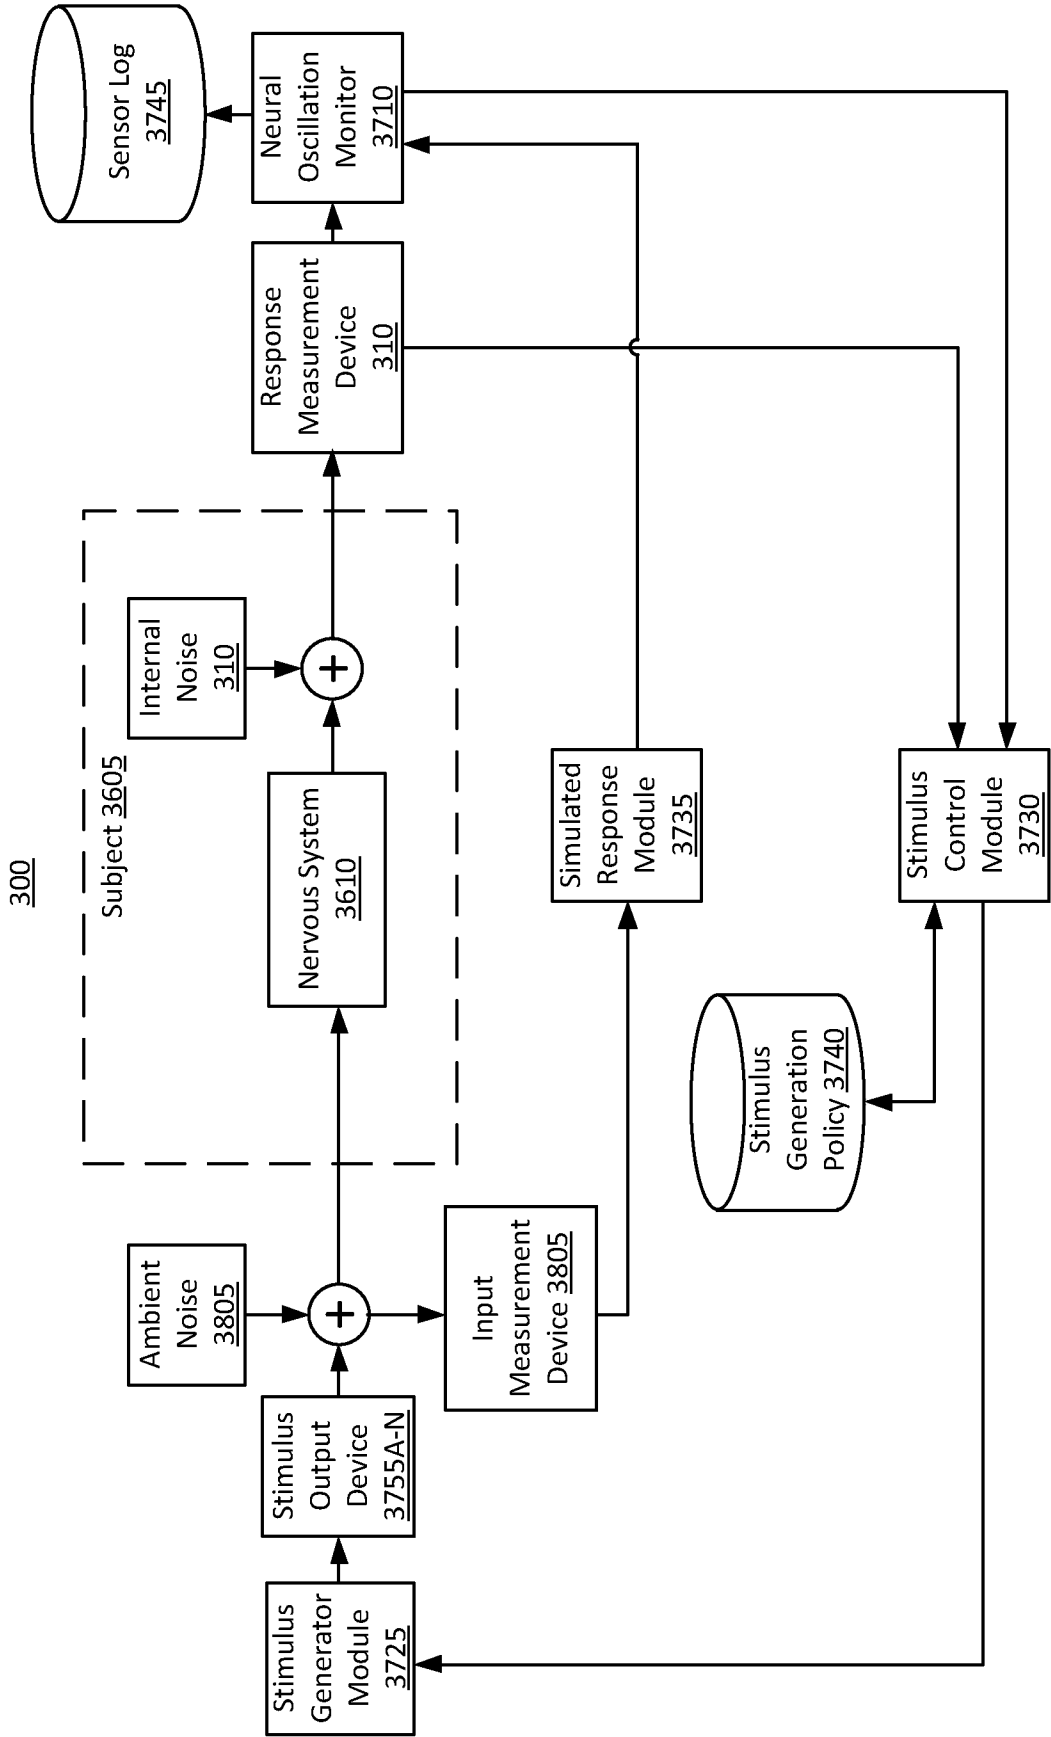 300
Subject 3605
Stimulus
Generator
Module
3725
Stimulus
Output
Device
3755A-N
Ambient
Noise
3805
Input
Measurement
Device 3805
Nervous System
3610
Internal
Noise
310
Response
Measurement
Device
310
Neural
Oscillation
Monitor
3710
Sensor Log
3745
Simulated
Response
Module
3735
Stimulus
Generation
Policy 3740
Stimulus
Control
Module
3730
+
+